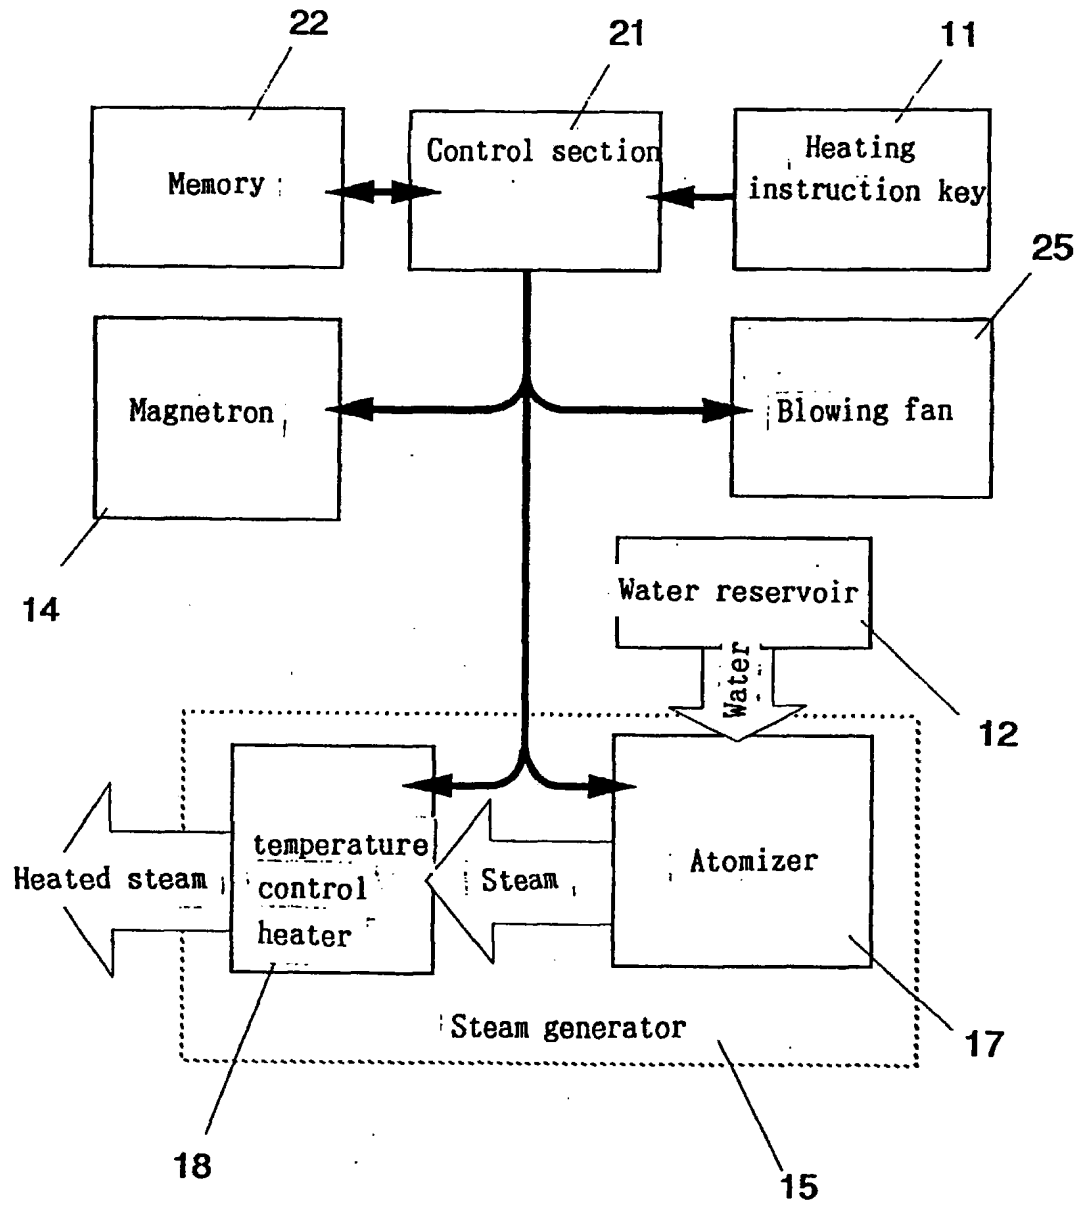 22
21
11
Memory
Control section
Heating
instruction key
25
Magnetron
Blowing fan
14
Water reservoir
Water
12
temperature
control
heater
Heated steam
Steam
Atomizer
Steam generator
17
18
15